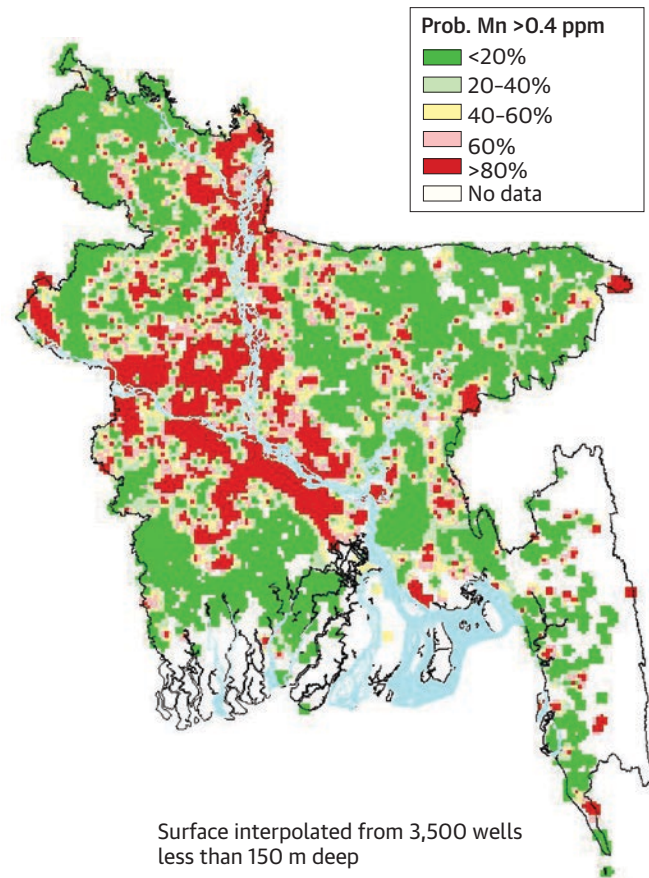 Prob. Mn >0.4 ppm
<20%
20–40%
40–60%
60%
>80%
No data
Surface interpolated from 3,500 wells
less than 150 m deep